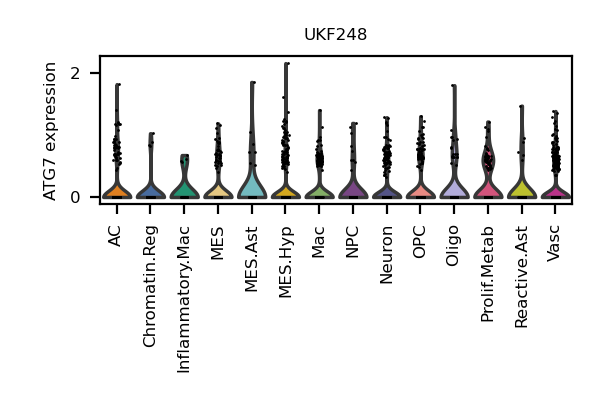 UKF248
ATG7 expression
2
0
AC
Chromatin.Reg
Inflammatory.Mac
MES
MES.Ast
MES.Hyp
Mac
NPC
Neuron
OPC
Oligo
Prolif.Metab
Reactive.Ast
Vasc